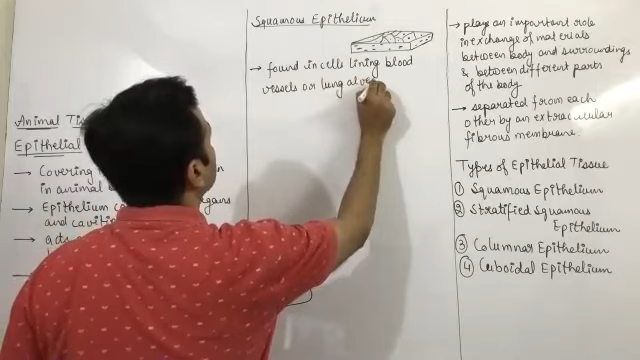 Animal
Epithelial
→ Covering
in animal
→ Epithelium
and
→ acts
Squamous Epithelium
→ found in cells lining blood
vessels or lung
→ plays an important role
in exchange of materials
between body and surroundings
& between different parts
of the body
→ separated from each
other by an extracellular
fibrous membrane.
Types of Epithelial Tissue
① Squamous Epithelium
② Stratified Squamous
Epithelium
③ Columnar Epithelium
④ Cuboidal Epithelium